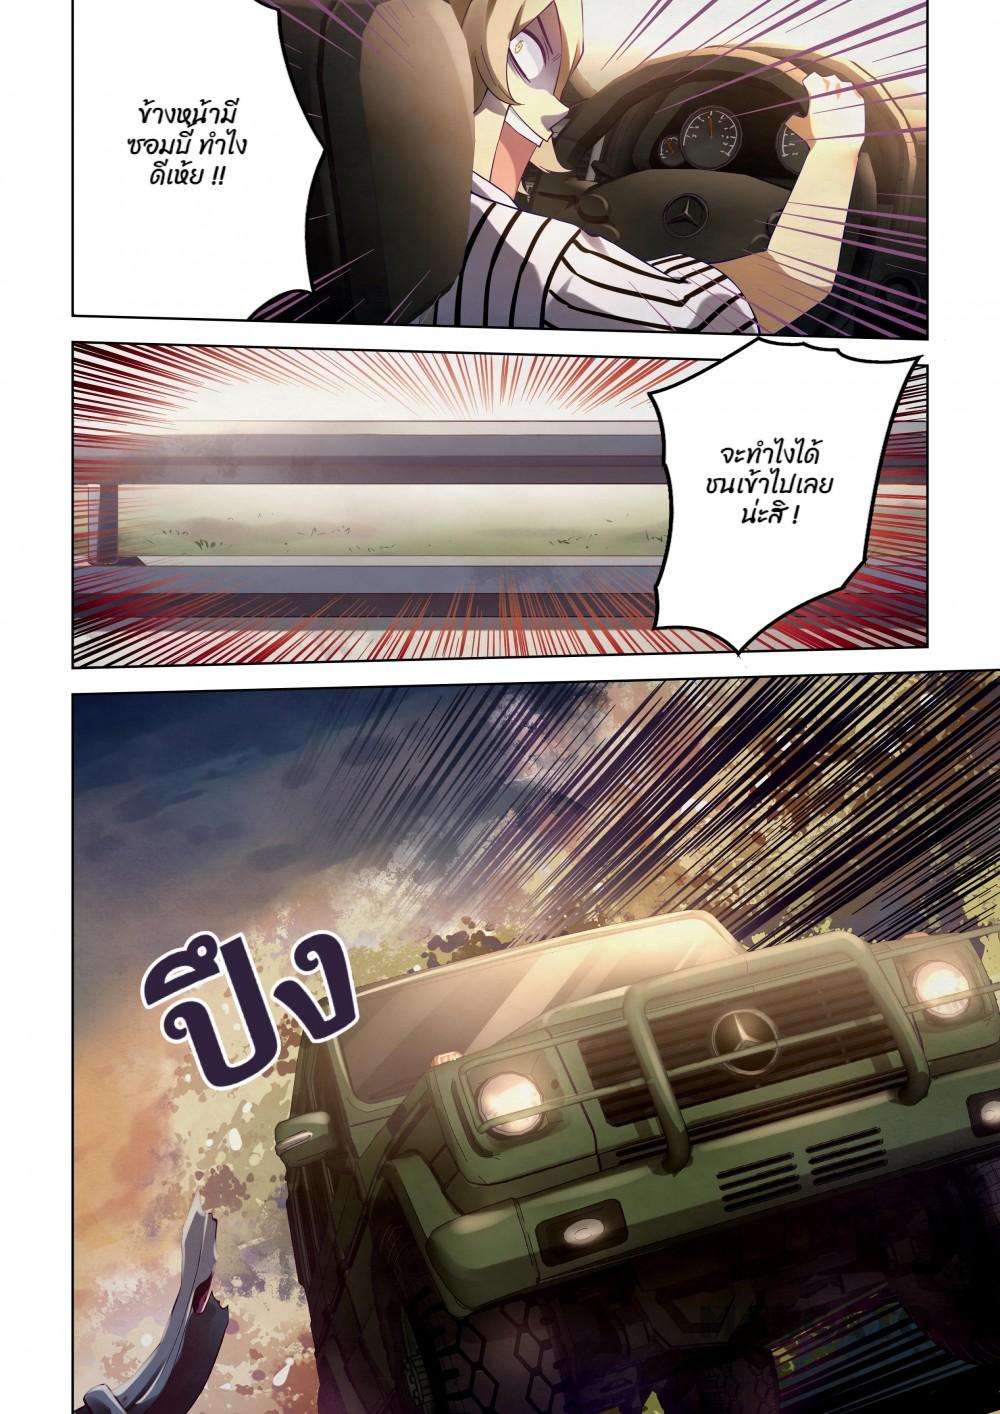 ข้างหน้ามี
ซอมบี้ ทำไง
ดีเห้ย !!
จะทำไงได้
ชนเข้าไปเลย
น่ะสิ !
ปึง